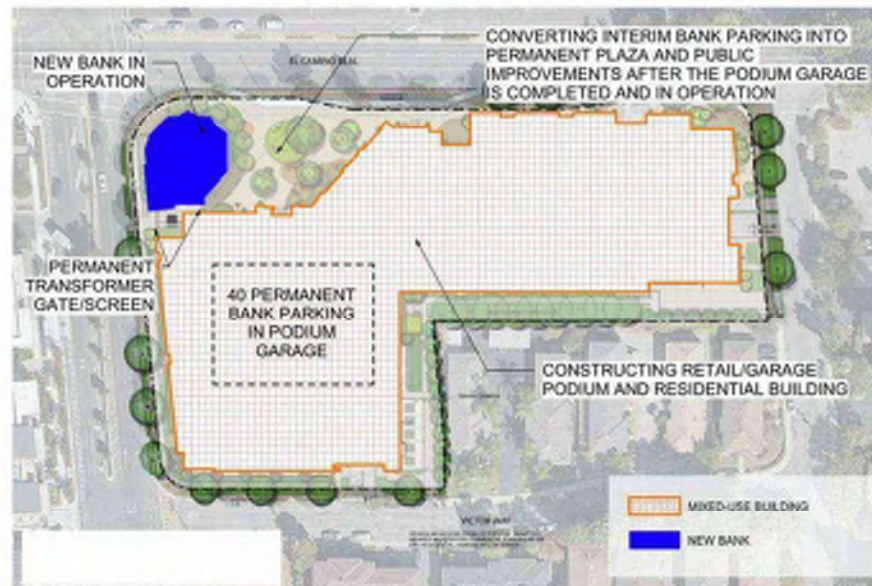 CONVERTING INTERIM BANK PARKING INTO
PERMANENT PLAZA AND PUBLIC
IMPROVEMENTS AFTER THE PODIUM GARAGE
IS COMPLETED AND IN OPERATION
NEW BANK IN
OPERATION
EL CAMINO REAL
PERMANENT
TRANSFORMER
GATE/SCREEN
40 PERMANENT
BANK PARKING
IN PODIUM
GARAGE
CONSTRUCTING RETAIL/GARAGE
PODIUM AND RESIDENTIAL BUILDING
MIXED-USE BUILDING
NEW BANK
VICTOR WAY